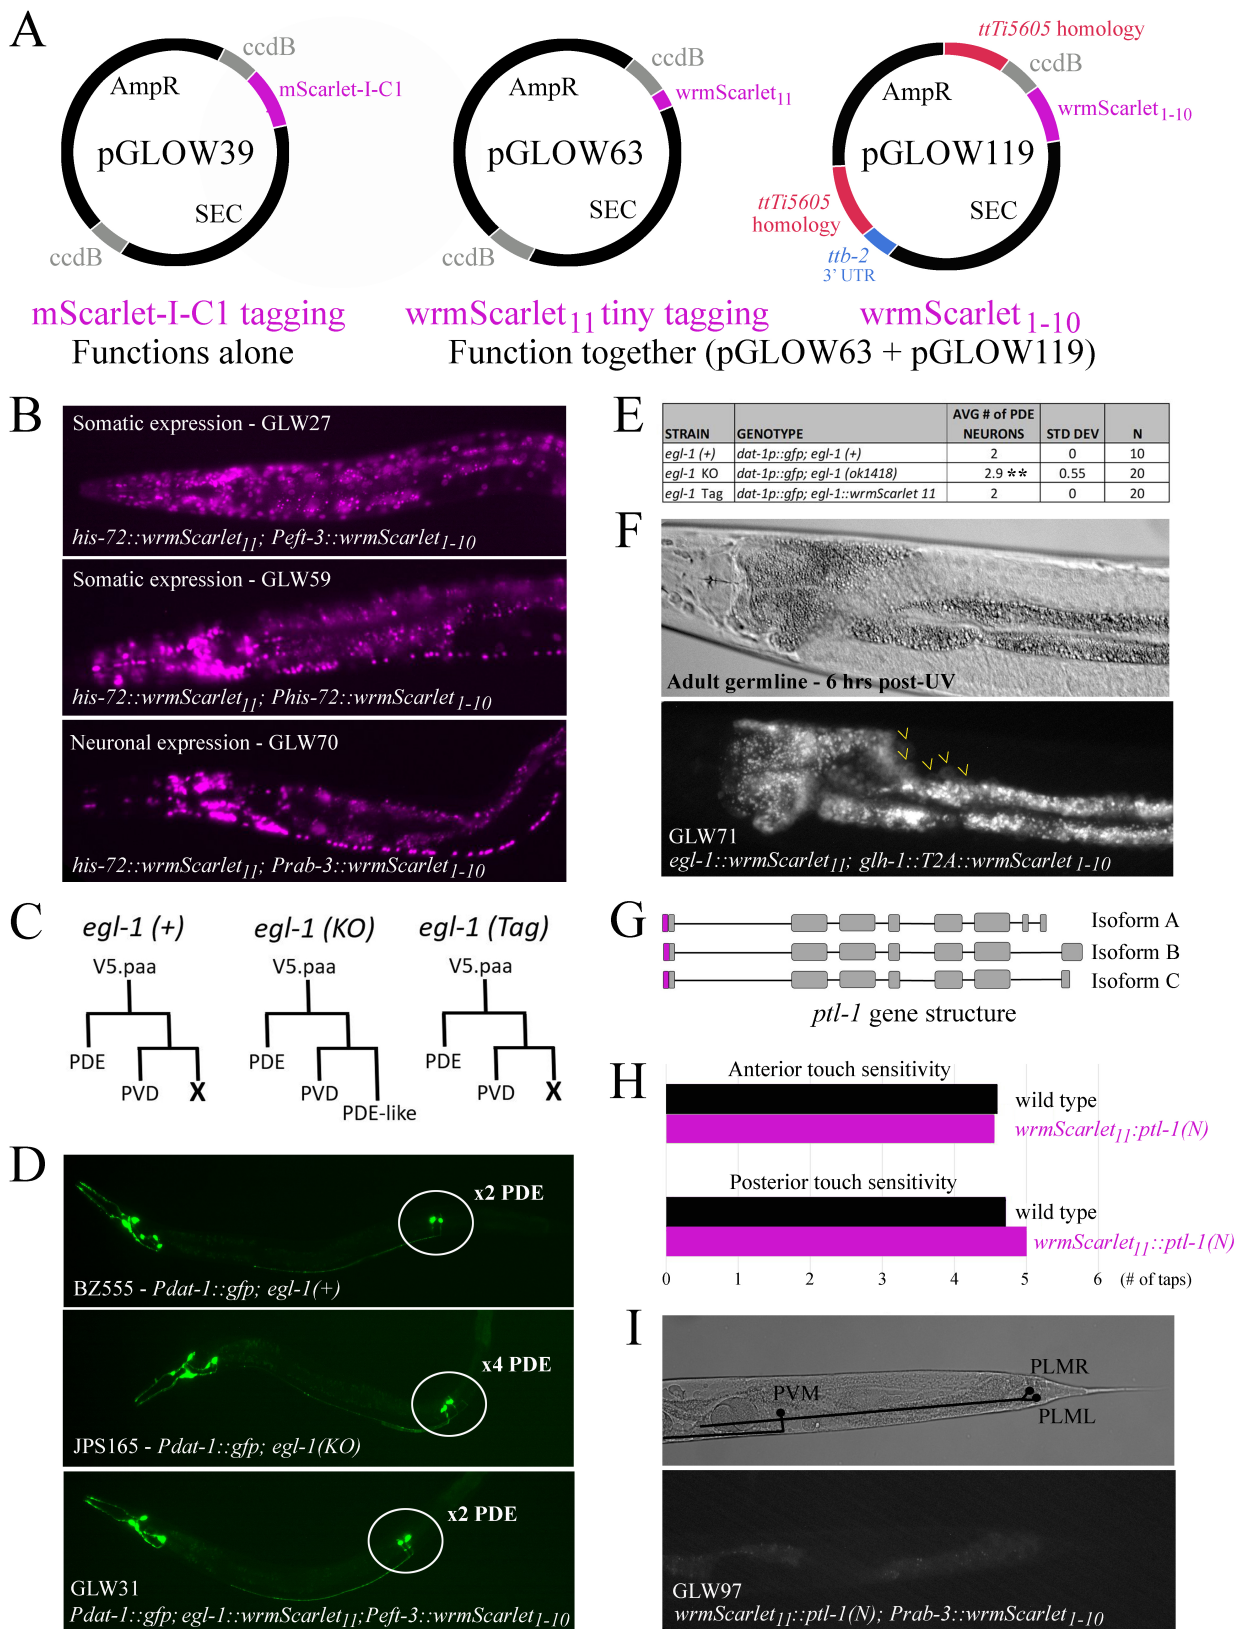 A
ccdB
AmpR
mScarlet-I-C1
pGLOW39
SEC
ccdB
mScarlet-I-C1 tagging
Functions alone
ccdB
AmpR
wrmScarlet11
pGLOW63
SEC
ccdB
wrmScarlet11 tiny tagging
ttTi5605 homology
ccdB
AmpR
wrmScarlet1-10
pGLOW119
ttTi5605
homology
SEC
ttb-2
3' UTR
wrmScarlet1-10
Function together (pGLOW63 + pGLOW119)
B
Somatic expression - GLW27
his-72::wrmScarlet11; Peft-3::wrmScarlet1-10
Somatic expression - GLW59
his-72::wrmScarlet11; Phis-72::wrmScarlet1-10
Neuronal expression - GLW70
his-72::wrmScarlet11; Prab-3::wrmScarlet1-10
C
egl-1 (+) egl-1 (KO) egl-1 (Tag)
V5.paa V5.paa V5.paa
PDE PDE PDE
PVD X PVD PDE-like PVD X
D
x2 PDE
BZ555 - Pdat-1::gfp; egl-1(+)
x4 PDE
JPS165 - Pdat-1::gfp; egl-1(KO)
x2 PDE
GLW31
Pdat-1::gfp; egl-1::wrmScarlet11;Peft-3::wrmScarlet1-10
E
STRAIN GENOTYPE AVG # of PDE NEURONS STD DEV N
egl-1 (+) dat-1p::gfp; egl-1 (+) 2 0 10
egl-1 KO dat-1p::gfp; egl-1 (ok1418) 2.9 ** 0.55 20
egl-1 Tag dat-1p::gfp; egl-1::wrmScarlet 11 2 0 20
F
Adult germline - 6 hrs post-UV
GLW71
egl-1::wrmScarlet11; glh-1::T2A::wrmScarlet 1-10
G
Isoform A
Isoform B
Isoform C
ptl-1 gene structure
H
Anterior touch sensitivity
wild type
wrmScarlet11:ptl-1(N)
Posterior touch sensitivity
wild type
wrmScarlet11::ptl-1(N)
0 1 2 3 4 5 6 (# of taps)
I
PLMR
PVM
PLML
GLW97
wrmScarlet11::ptl-1(N); Prab-3::wrmScarlet1-10